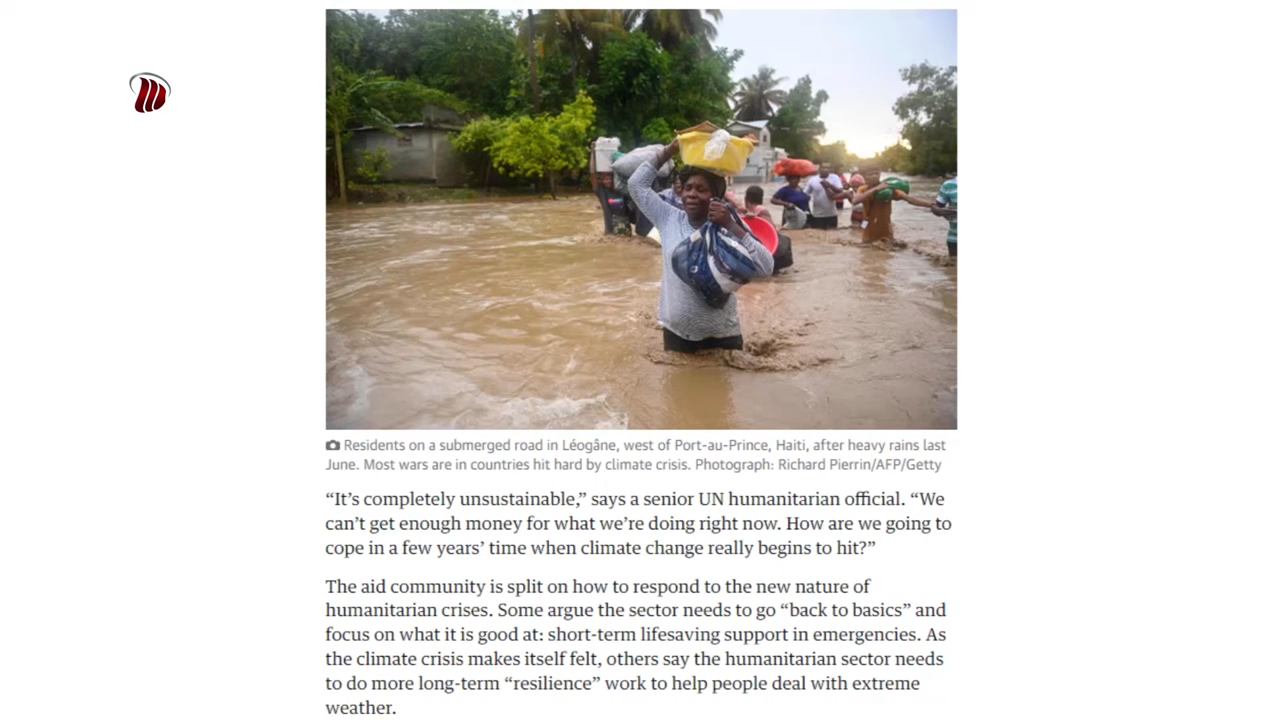 Residents on a submerged road in Léogâne, west of Port-au-Prince, Haiti, after heavy rains last
June. Most wars are in countries hit hard by climate crisis. Photograph: Richard Pierrin/AFP/Getty
“It’s completely unsustainable,” says a senior UN humanitarian official. “We
can’t get enough money for what we’re doing right now. How are we going to
cope in a few years’ time when climate change really begins to hit?”
The aid community is split on how to respond to the new nature of
humanitarian crises. Some argue the sector needs to go “back to basics” and
focus on what it is good at: short-term lifesaving support in emergencies. As
the climate crisis makes itself felt, others say the humanitarian sector needs
to do more long-term “resilience” work to help people deal with extreme
weather.